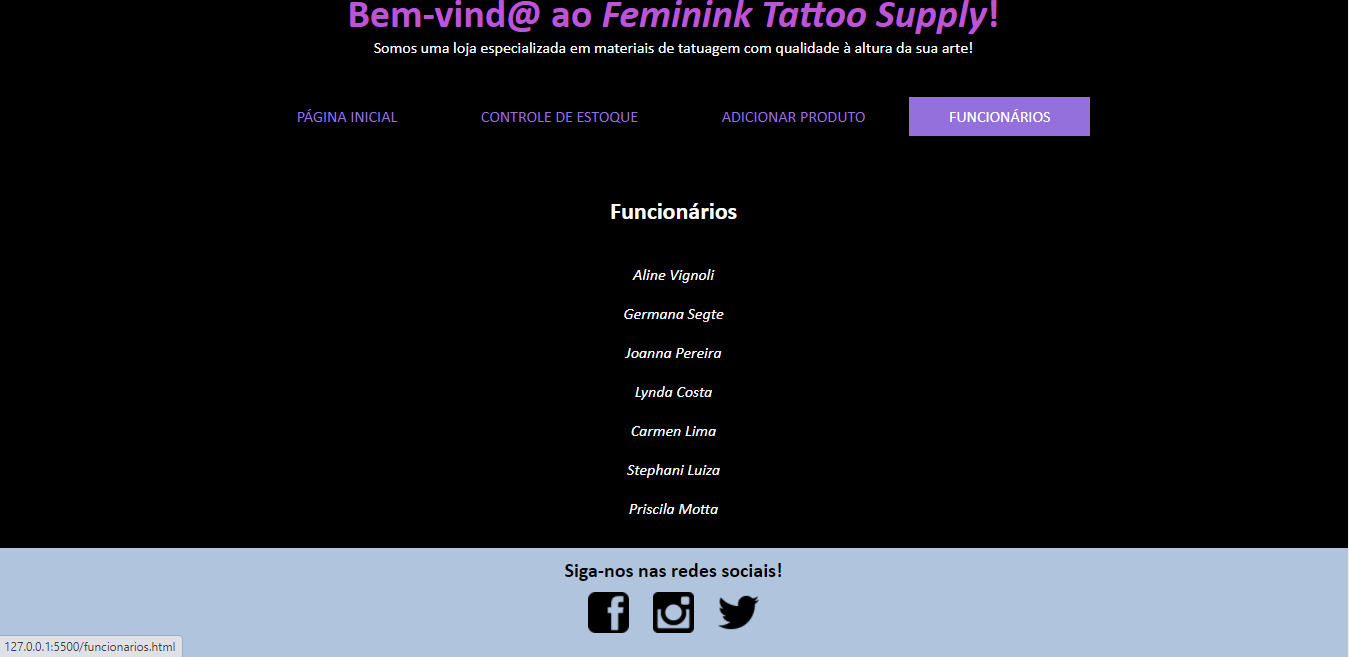 Bem-vind@ ao Feminink Tattoo Supply!
Somos uma loja especializada em materiais de tatuagem com qualidade à altura da sua arte!
PÁGINA INICIAL CONTROLE DE ESTOQUE ADICIONAR PRODUTO FUNCIONÁRIOS
Funcionários
Aline Vignoli
Germana Segte
Joanna Pereira
Lynda Costa
Carmen Lima
Stephani Luiza
Priscila Motta
Siga-nos nas redes sociais!
127.0.0.1:5500/funcionarios.html